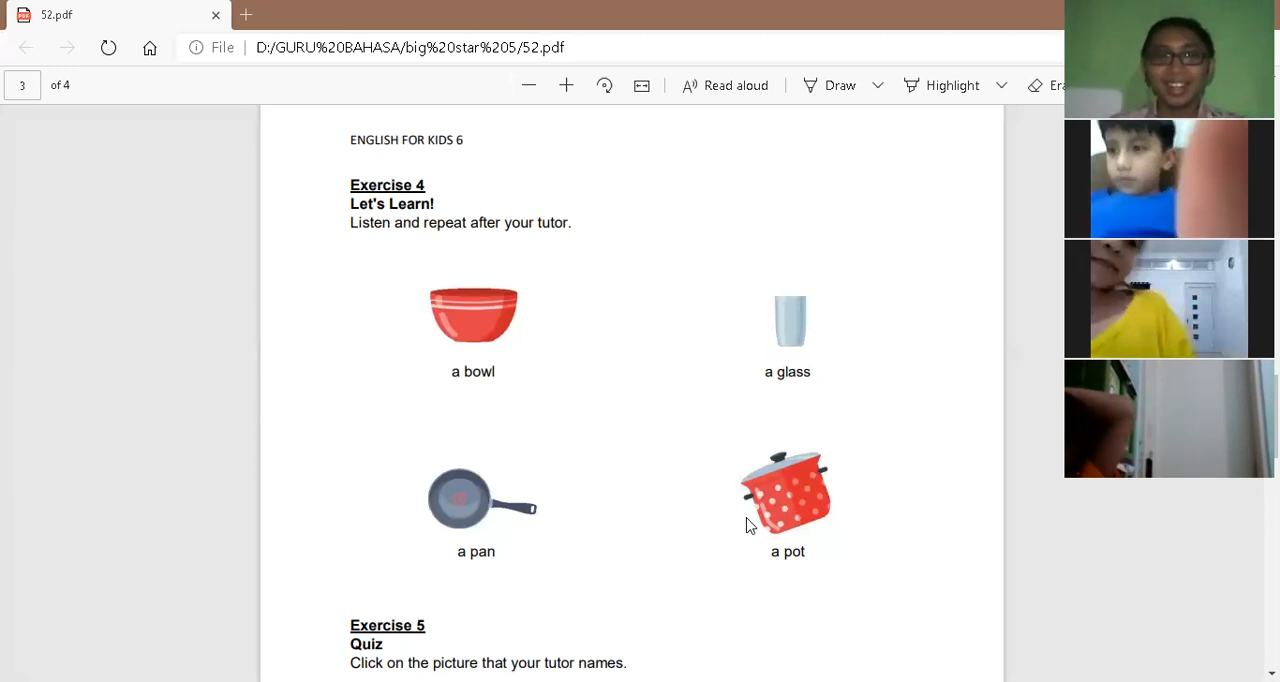 52.pdf
File D:/GURU%20BAHASA/big%20star%205/52.pdf
3 of 4 Read aloud Draw Highlight
ENGLISH FOR KIDS 6
Exercise 4
Let's Learn!
Listen and repeat after your tutor.
a bowl a glass
a pan a pot
Exercise 5
Quiz
Click on the picture that your tutor names.